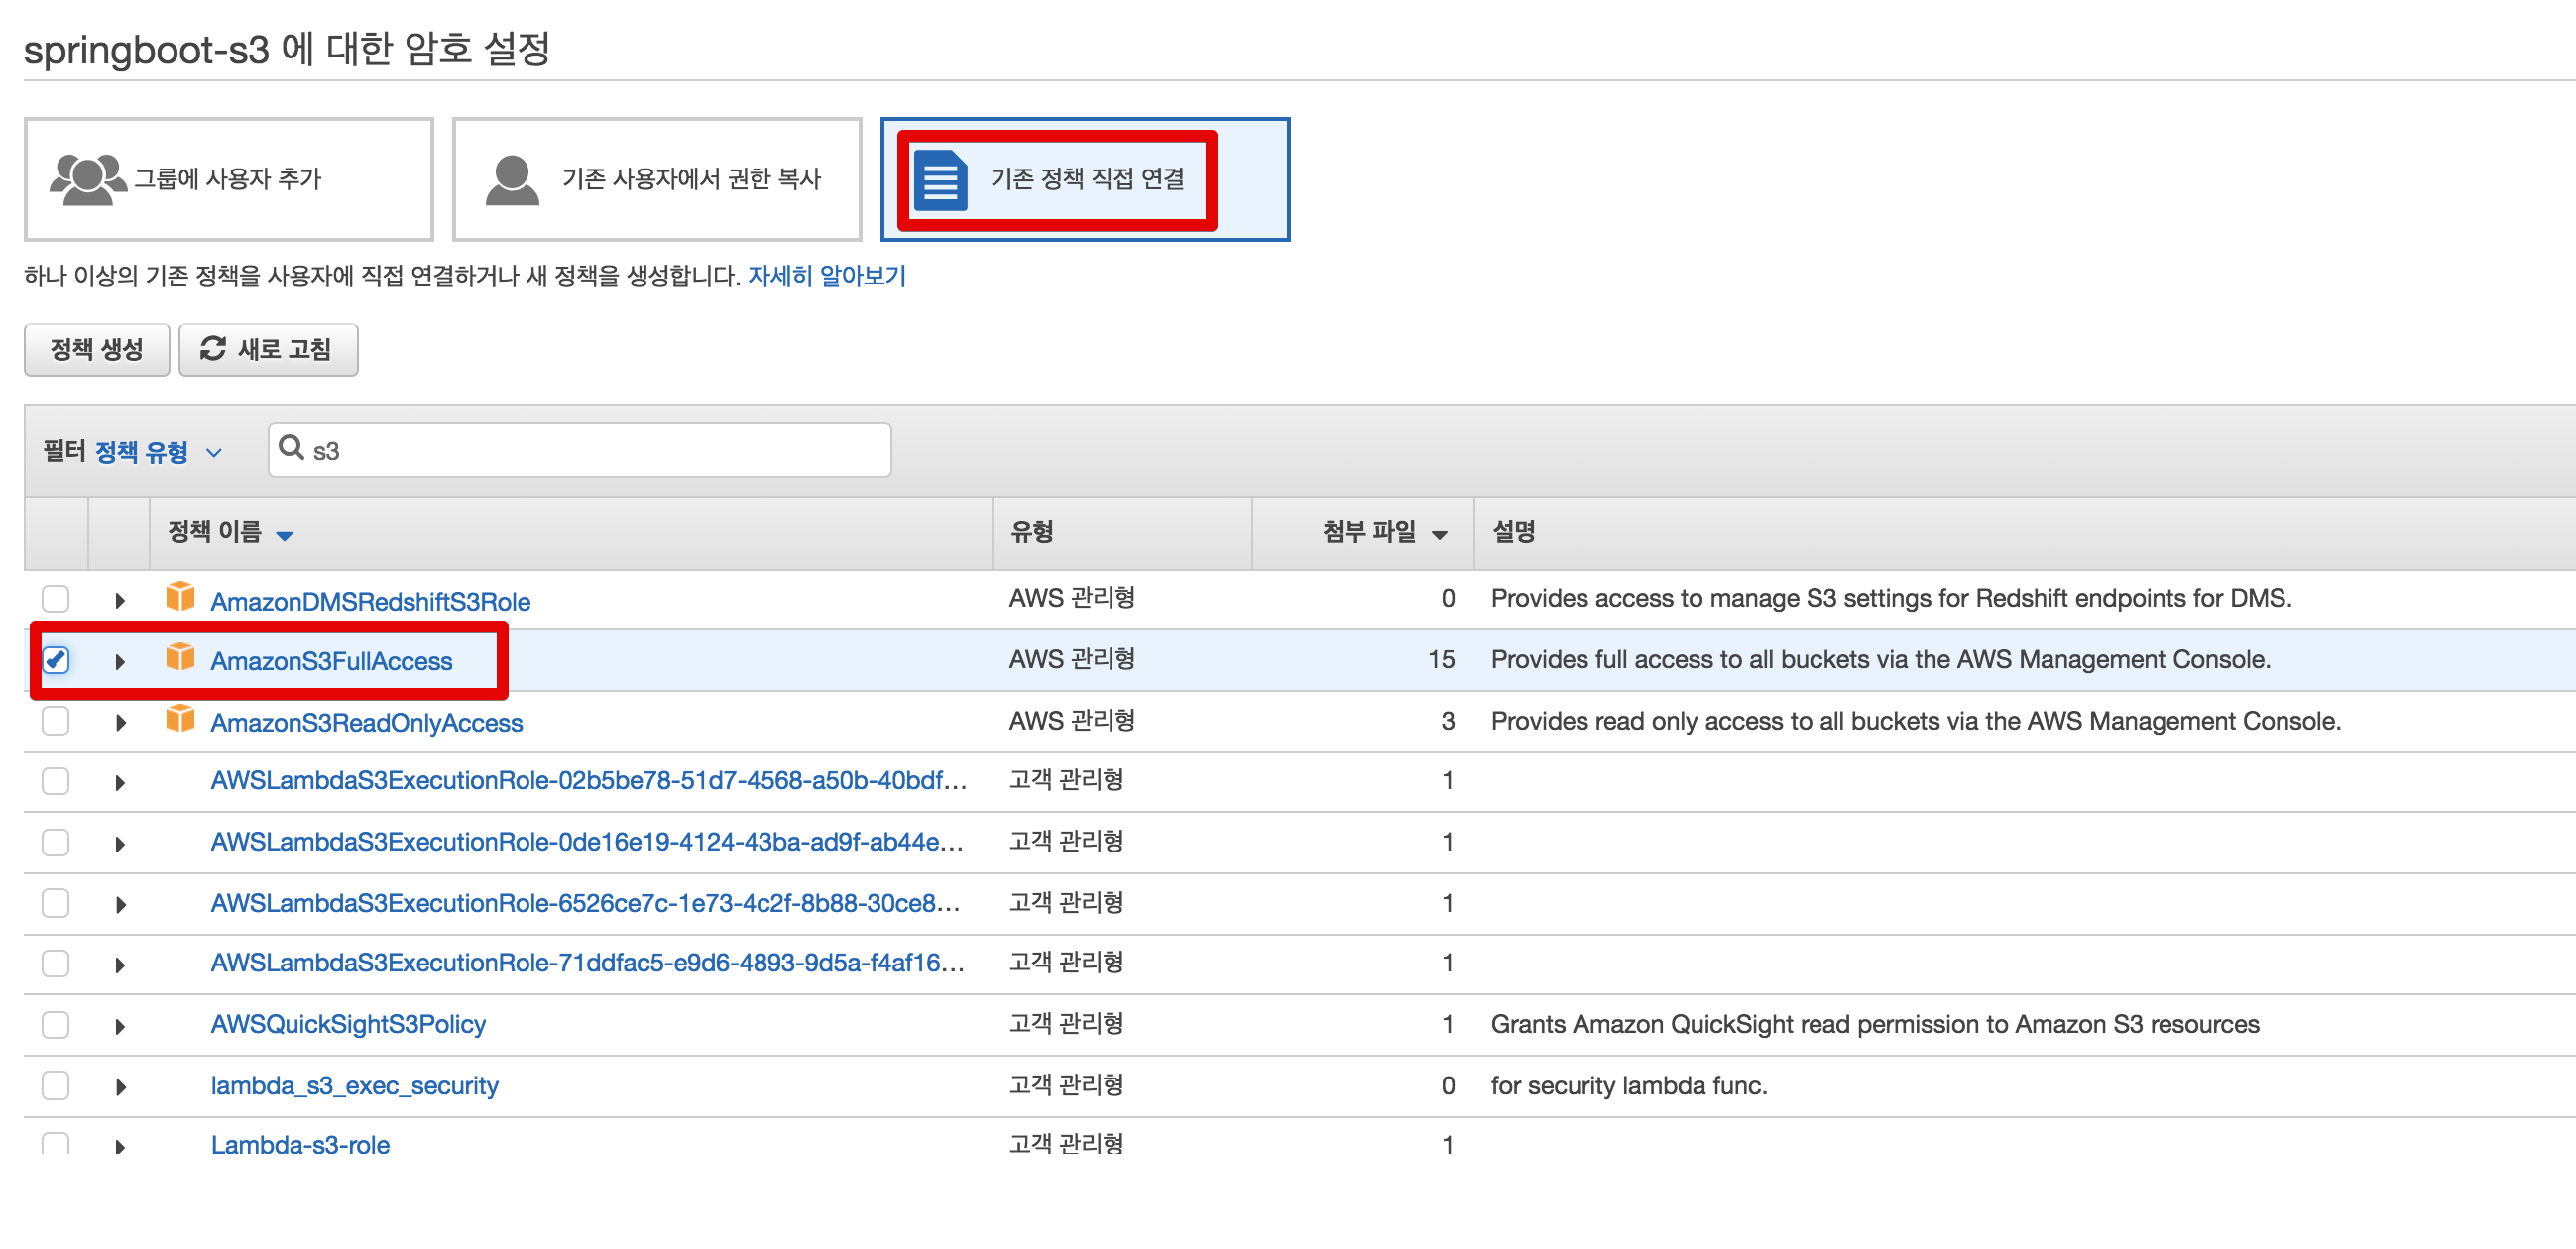 springboot-s3 에 대한 암호 설정
그룹에 사용자 추가
기존 사용자에서 권한 복사
기존 정책 직접 연결
하나 이상의 기존 정책을 사용자에 직접 연결하거나 새 정책을 생성합니다. 자세히 알아보기
정책 생성 새로 고침
필터 정책 유형 s3
정책 이름 유형 첨부 파일 설명
AmazonDMSRedshiftS3Role AWS 관리형 0 Provides access to manage S3 settings for Redshift endpoints for DMS.
AmazonS3FullAccess AWS 관리형 15 Provides full access to all buckets via the AWS Management Console.
AmazonS3ReadOnlyAccess AWS 관리형 3 Provides read only access to all buckets via the AWS Management Console.
AWSLambdaS3ExecutionRole-02b5be78-51d7-4568-a50b-40bdf... 고객 관리형 1
AWSLambdaS3ExecutionRole-0de16e19-4124-43ba-ad9f-ab44e... 고객 관리형 1
AWSLambdaS3ExecutionRole-6526ce7c-1e73-4c2f-8b88-30ce8... 고객 관리형 1
AWSLambdaS3ExecutionRole-71ddfac5-e9d6-4893-9d5a-f4af16... 고객 관리형 1
AWSQuickSightS3Policy 고객 관리형 1 Grants Amazon QuickSight read permission to Amazon S3 resources
lambda_s3_exec_security 고객 관리형 0 for security lambda func.
Lambda-s3-role 고객 관리형 1